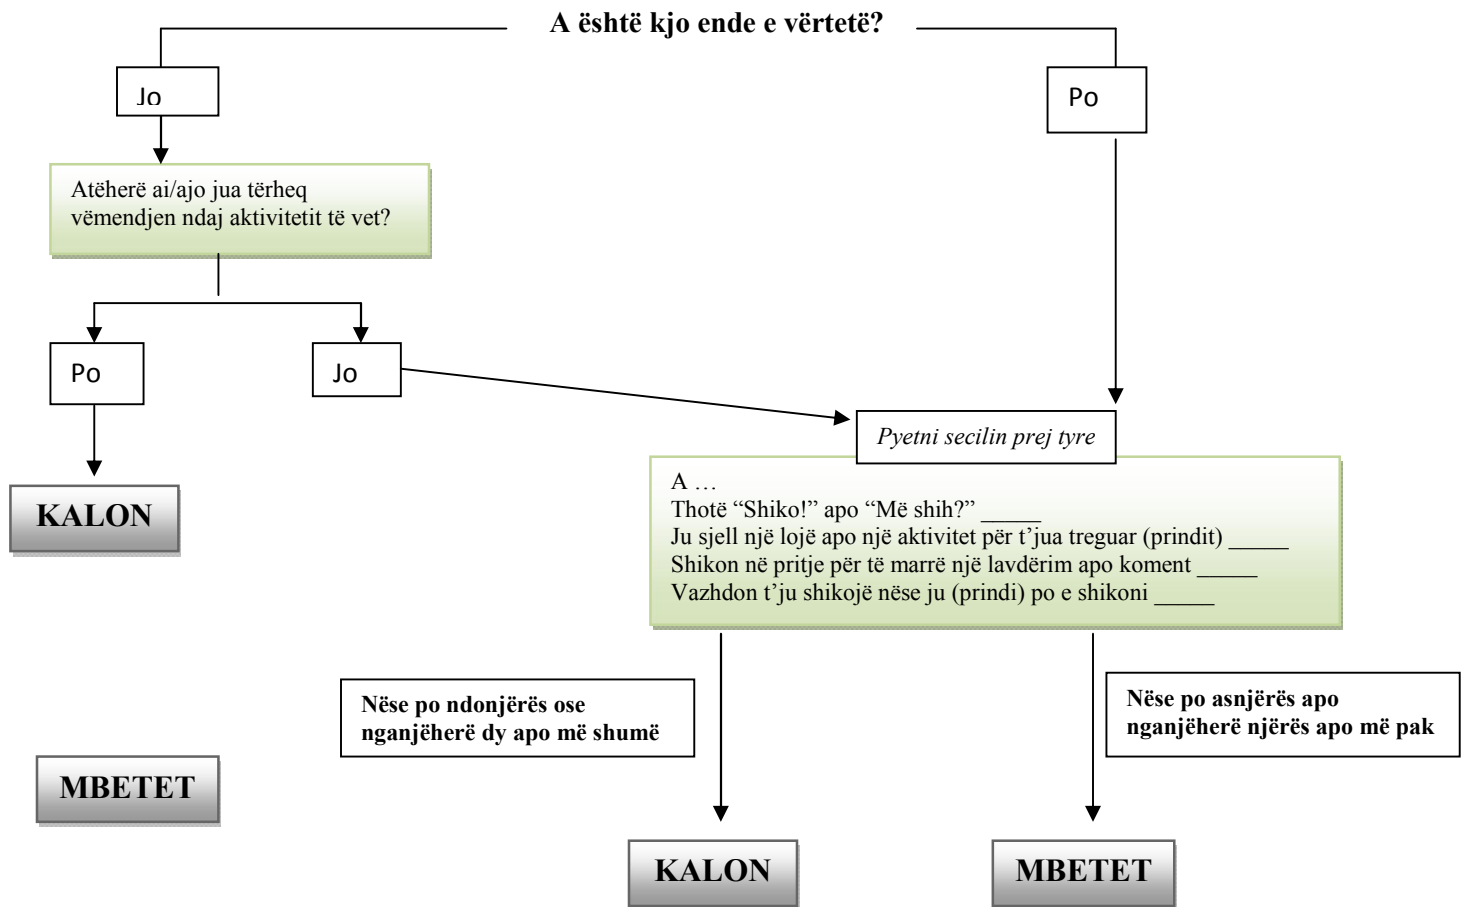 A është kjo ende e vërtetë?
Jo
Po
Atëherë ai/ajo jua tërheq
vëmendjen ndaj aktivitetit të vet?
Po
Jo
KALON
Pyetni secilin prej tyre
A …
Thotë “Shiko!” apo “Më shih?” _____
Ju sjell një lojë apo një aktivitet për t’jua treguar (prindit) _____
Shikon në pritje për të marrë një lavdërim apo koment _____
Vazhdon t’ju shikojë nëse ju (prindi) po e shikoni _____
Nëse po ndonjërës ose
nganjëherë dy apo më shumë
Nëse po asnjërës apo
nganjëherë njërës apo më pak
MBETET
KALON
MBETET